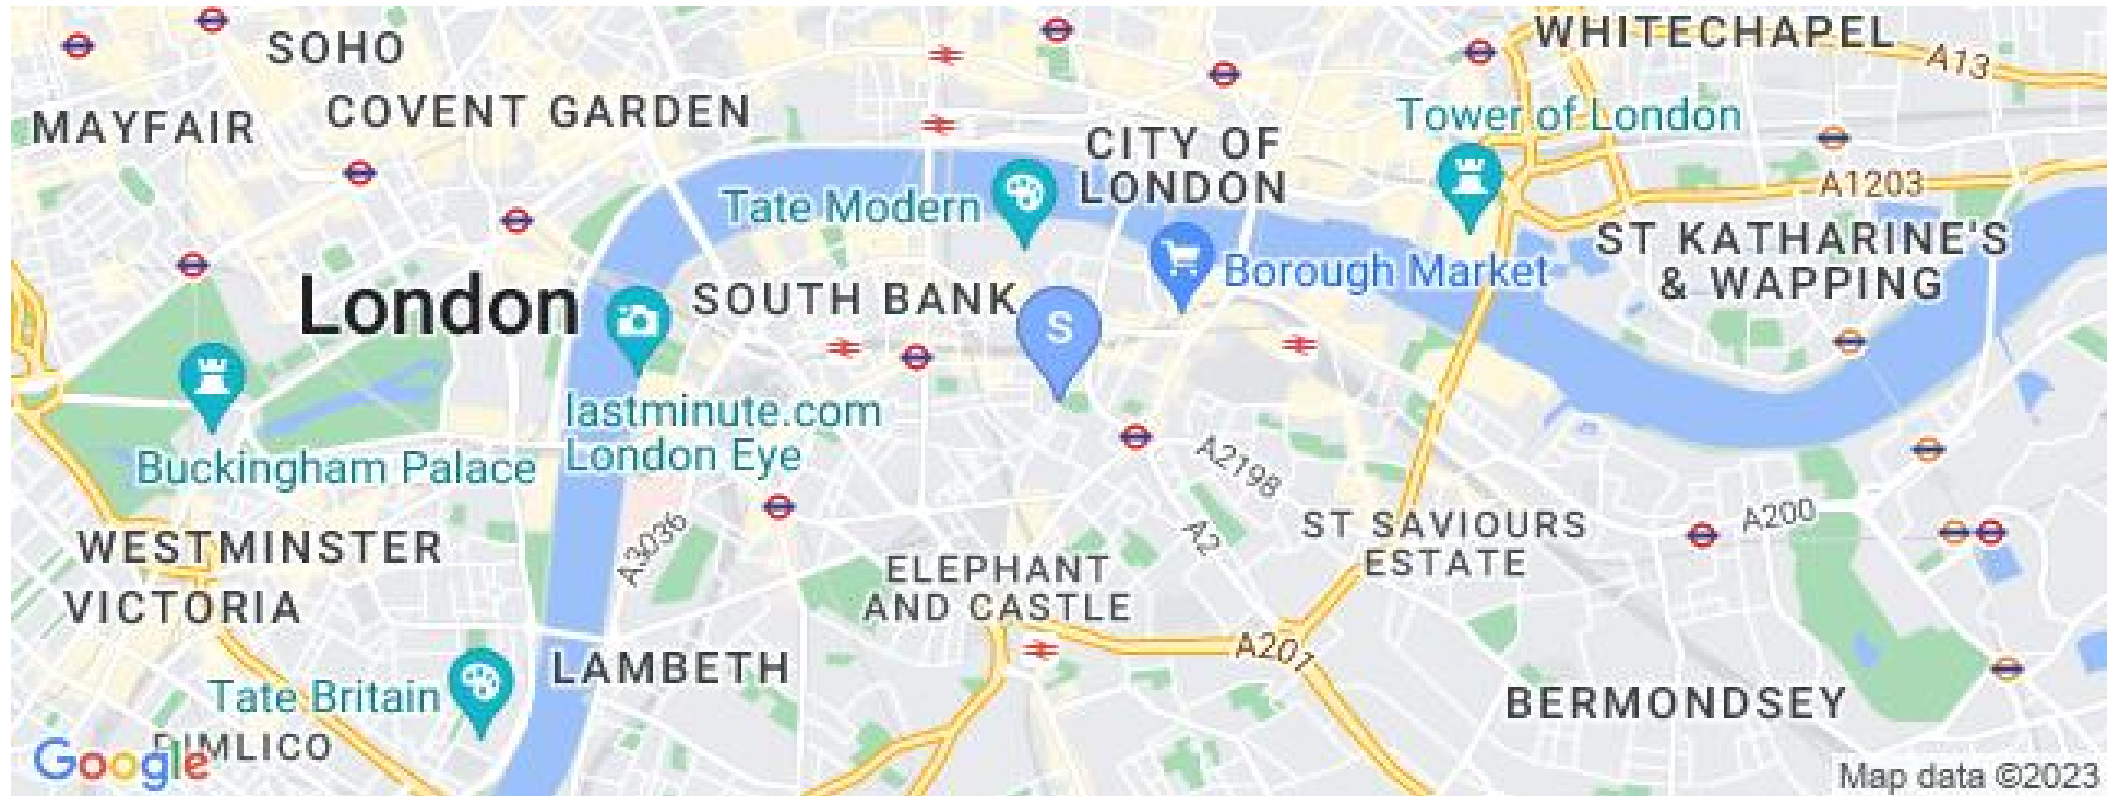 SOHO
WHITECHAPEL
A13
MAYFAIR
COVENT GARDEN
Tower of London
CITY OF
LONDON
A1203
Tate Modern
ST KATHARINE'S
& WAPPING
Borough Market
London
SOUTH BANK
S
lastminute.com
London Eye
Buckingham Palace
A2198
A200
WESTMINSTER
A3036
A2
ST SAVIOURS
ESTATE
VICTORIA
ELEPHANT
AND CASTLE
A201
LAMBETH
Tate Britain
BERMONDSEY
PIMLICO
Google
Map data ©2023